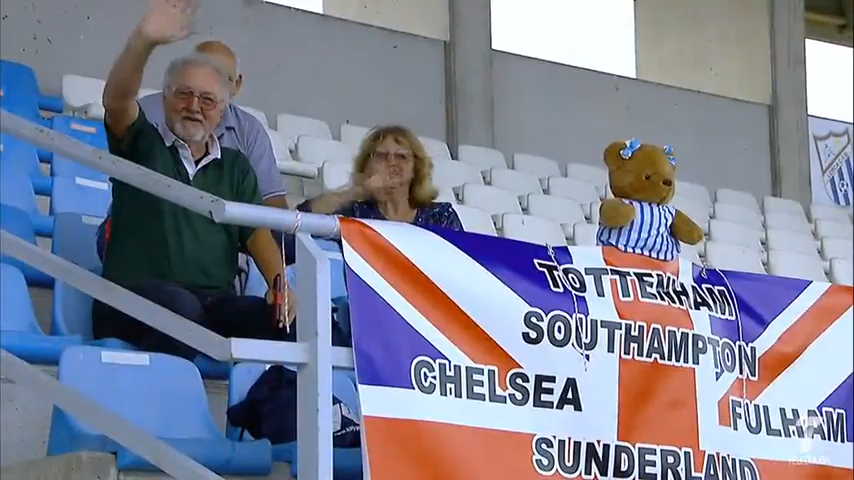 TOTTENHAM
SOUTHAMPTON
CHELSEA
FULHAM
SUNDERLAND